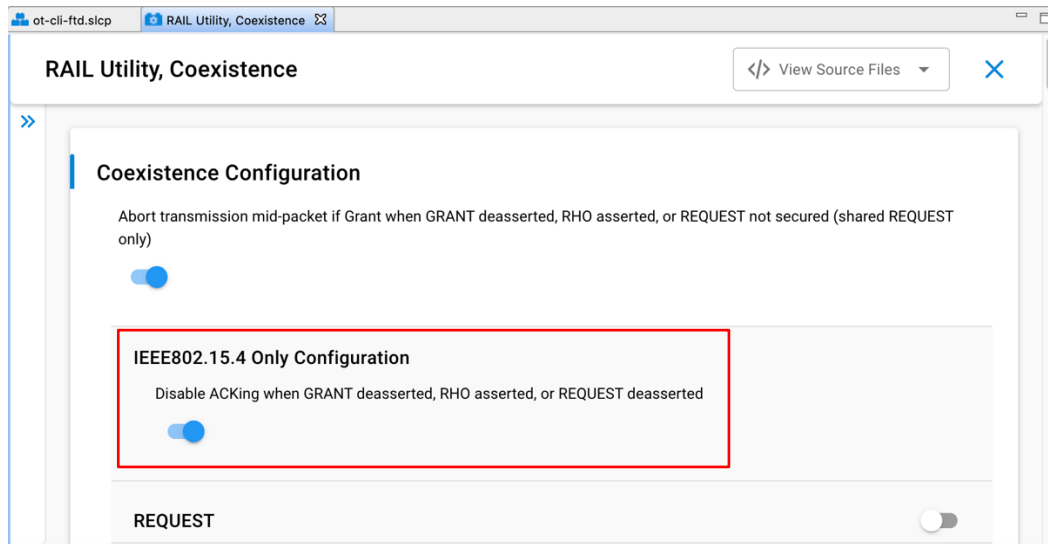 ot-cli-ftd.slcp
RAIL Utility, Coexistence
RAIL Utility, Coexistence
</> View Source Files
Coexistence Configuration
Abort transmission mid-packet if Grant when GRANT deasserted, RHO asserted, or REQUEST not secured (shared REQUEST
only)
IEEE802.15.4 Only Configuration
Disable ACKing when GRANT deasserted, RHO asserted, or REQUEST deasserted
REQUEST